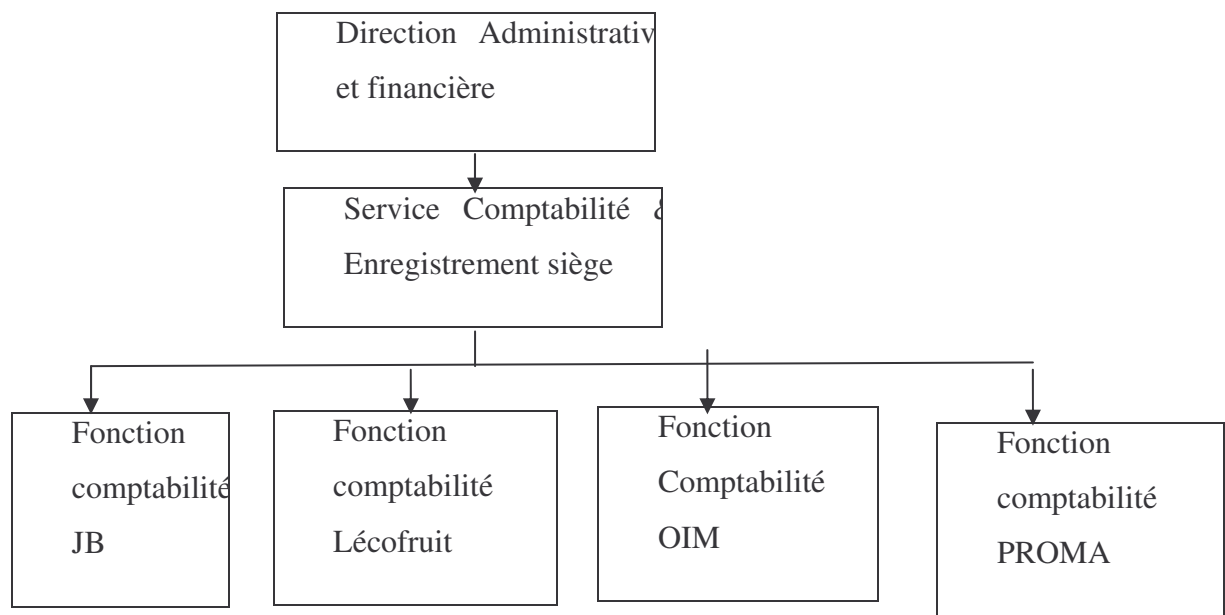 Direction Administrativ
et financière
Service Comptabilité &
Enregistrement siège
Fonction
comptabilité
JB
Fonction
comptabilité
Lécofruit
Fonction
Comptabilité
OIM
Fonction
comptabilité
PROMA